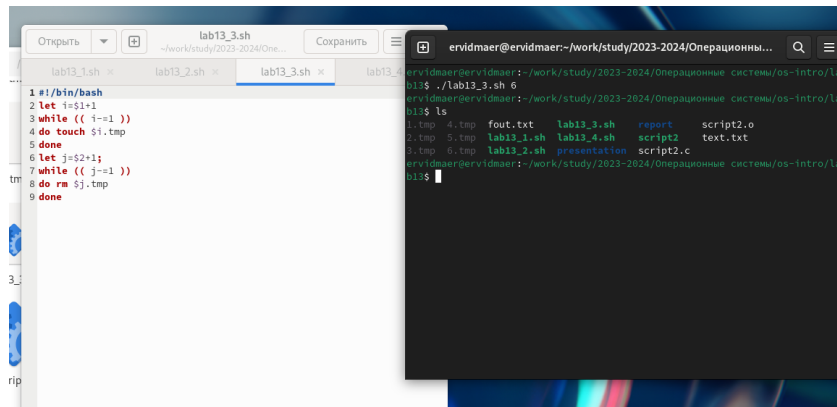 Открыть
lab13_3.sh
~/work/study/2023-2024/Опе...
Сохранить
lab13_1.sh ×
lab13_2.sh ×
lab13_3.sh ×
lab13_4
1 #!/bin/bash
2 let i=$1+1
3 while (( i-=1 ))
4 do touch $i.tmp
5 done
6 let j=$2+1;
7 while (( j-=1 ))
8 do rm $j.tmp
9 done
tm
3_
rip
ervidmaer@ervidmaer:~/work/study/2023-2024/Операционны...
ervidmaer@ervidmaer:~/work/study/2023-2024/Операционные системы/os-intro/la
b13$ ./lab13_3.sh 6
ervidmaer@ervidmaer:~/work/study/2023-2024/Операционные системы/os-intro/la
b13$ ls
1.tmp 4.tmp fout.txt lab13_3.sh report script2.o
2.tmp 5.tmp lab13_1.sh lab13_4.sh script2 text.txt
3.tmp 6.tmp lab13_2.sh presentation script2.c
ervidmaer@ervidmaer:~/work/study/2023-2024/Операционные системы/os-intro/la
b13$